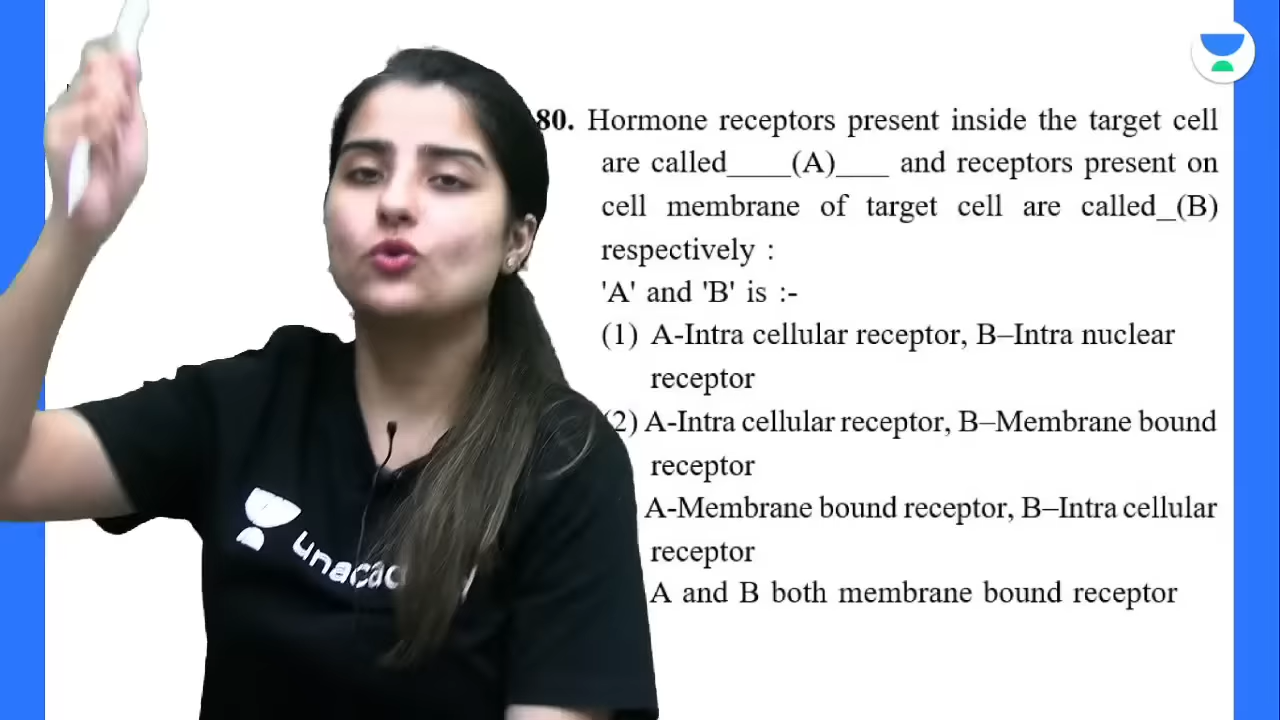 80. Hormone receptors present inside the target cell
are called____(A)___ and receptors present on
cell membrane of target cell are called_(B)
respectively :
'A' and 'B' is :-
(1) A-Intra cellular receptor, B–Intra nuclear
receptor
(2) A-Intra cellular receptor, B–Membrane bound
receptor
A-Membrane bound receptor, B–Intra cellular
receptor
A and B both membrane bound receptor
unacad